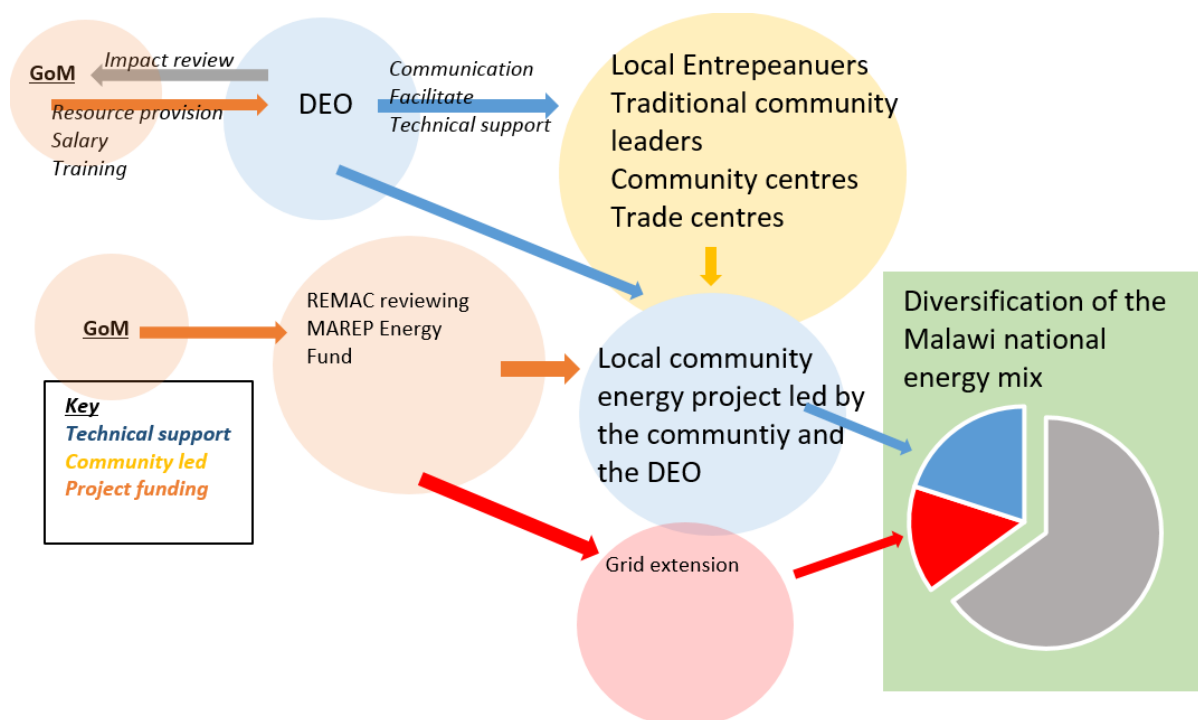 GoM
Impact review
Resource provision
Salary
Training
DEO
Communication
Facilitate
Technical support
Local Entrepeanuers
Traditional community
leaders
Community centres
Trade centres
GoM
REMAC reviewing
MAREP Energy
Fund
Local community
energy project led by
the communtiy and
the DEO
Diversification of the
Malawi national
energy mix
Key
Technical support
Community led
Project funding
Grid extension